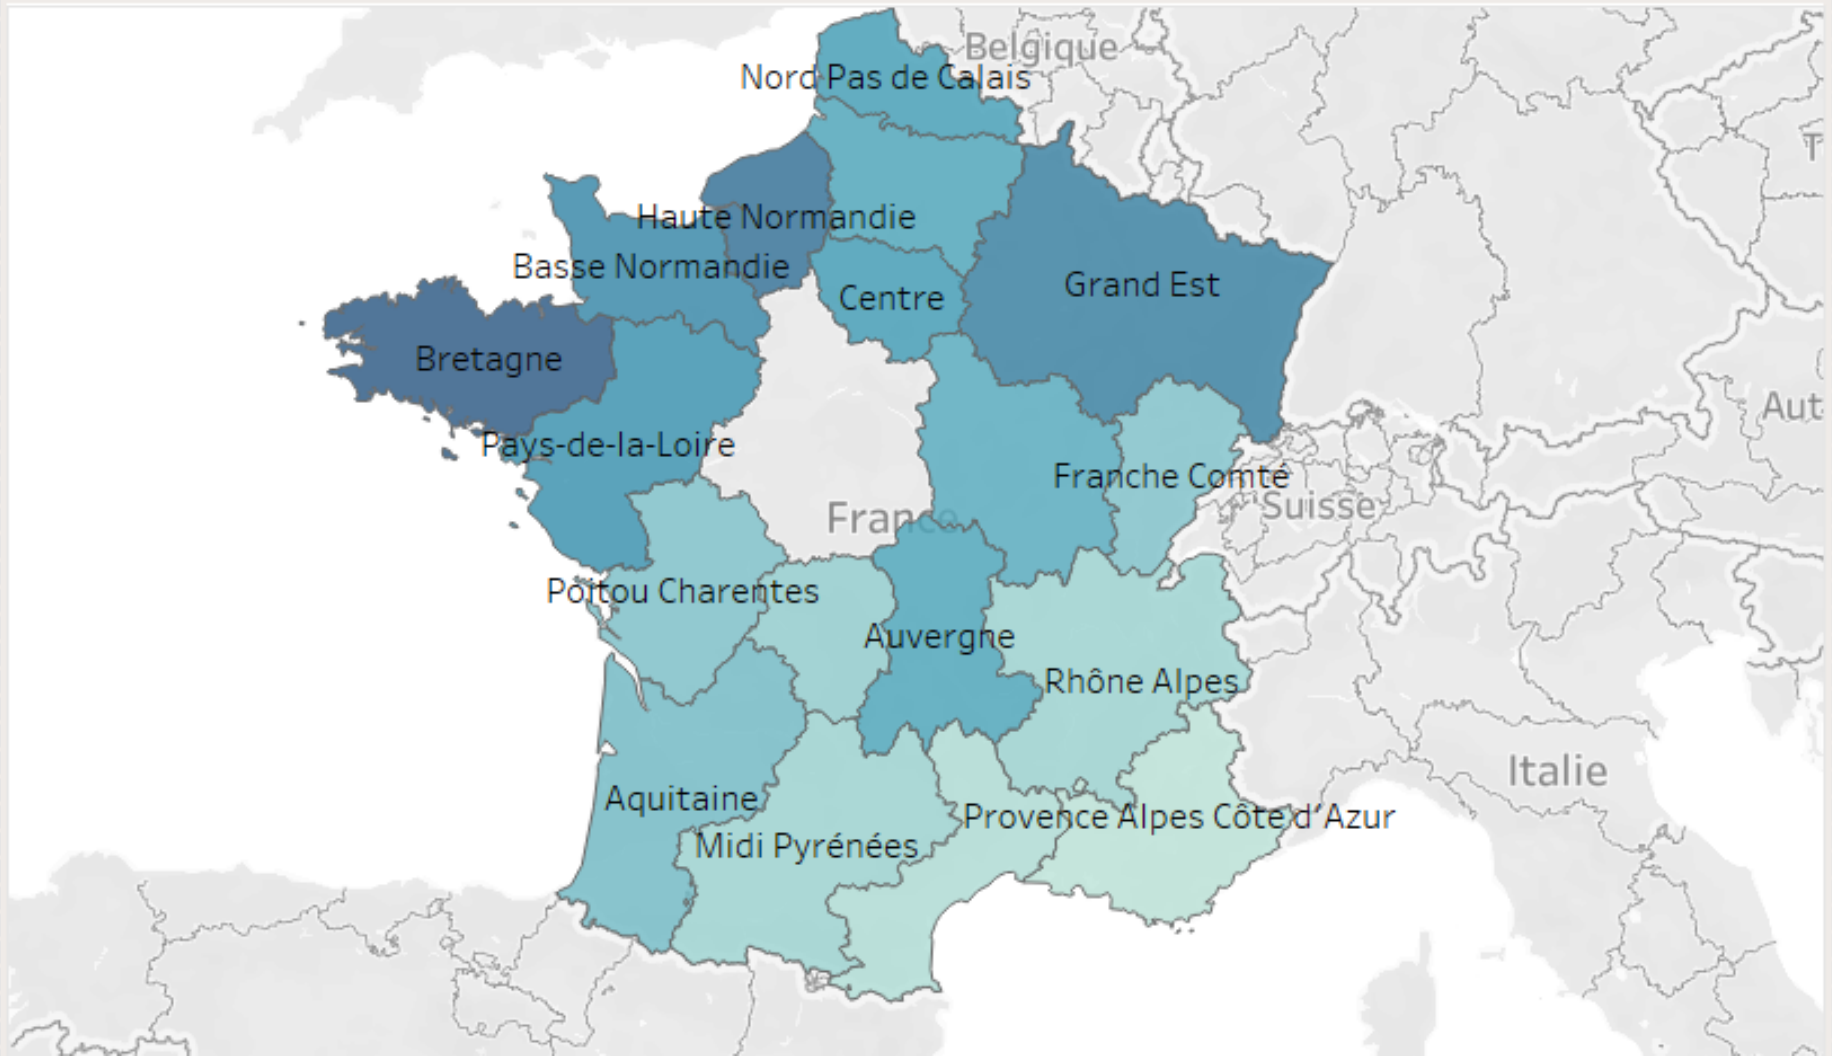 Belgique
Nord Pas de Calais
T
Haute Normandie
Basse Normandie
Grand Est
Centre
Bretagne
Aut
Pays-de-la-Loire
Franche Comté
Suisse
France
Poitou Charentes
Auvergne
Rhône Alpes
Italie
Aquitaine
Provence Alpes Côte d'Azur
Midi Pyrénées